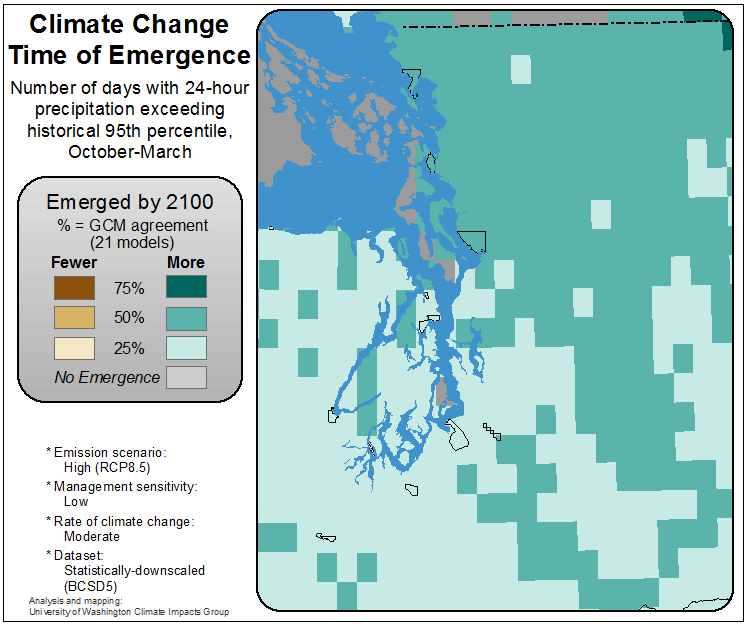 Climate Change
Time of Emergence
Number of days with 24-hour
precipitation exceeding
historical 95th percentile,
October-March
Emerged by 2100
% = GCM agreement
(21 models)
Fewer More
75%
50%
25%
No Emergence
* Emission scenario:
High (RCP8.5)
* Management sensitivity:
Low
* Rate of climate change:
Moderate
* Dataset:
Statistically-downscaled
(BCSD5)
Analysis and mapping:
University of Washington Climate Impacts Group